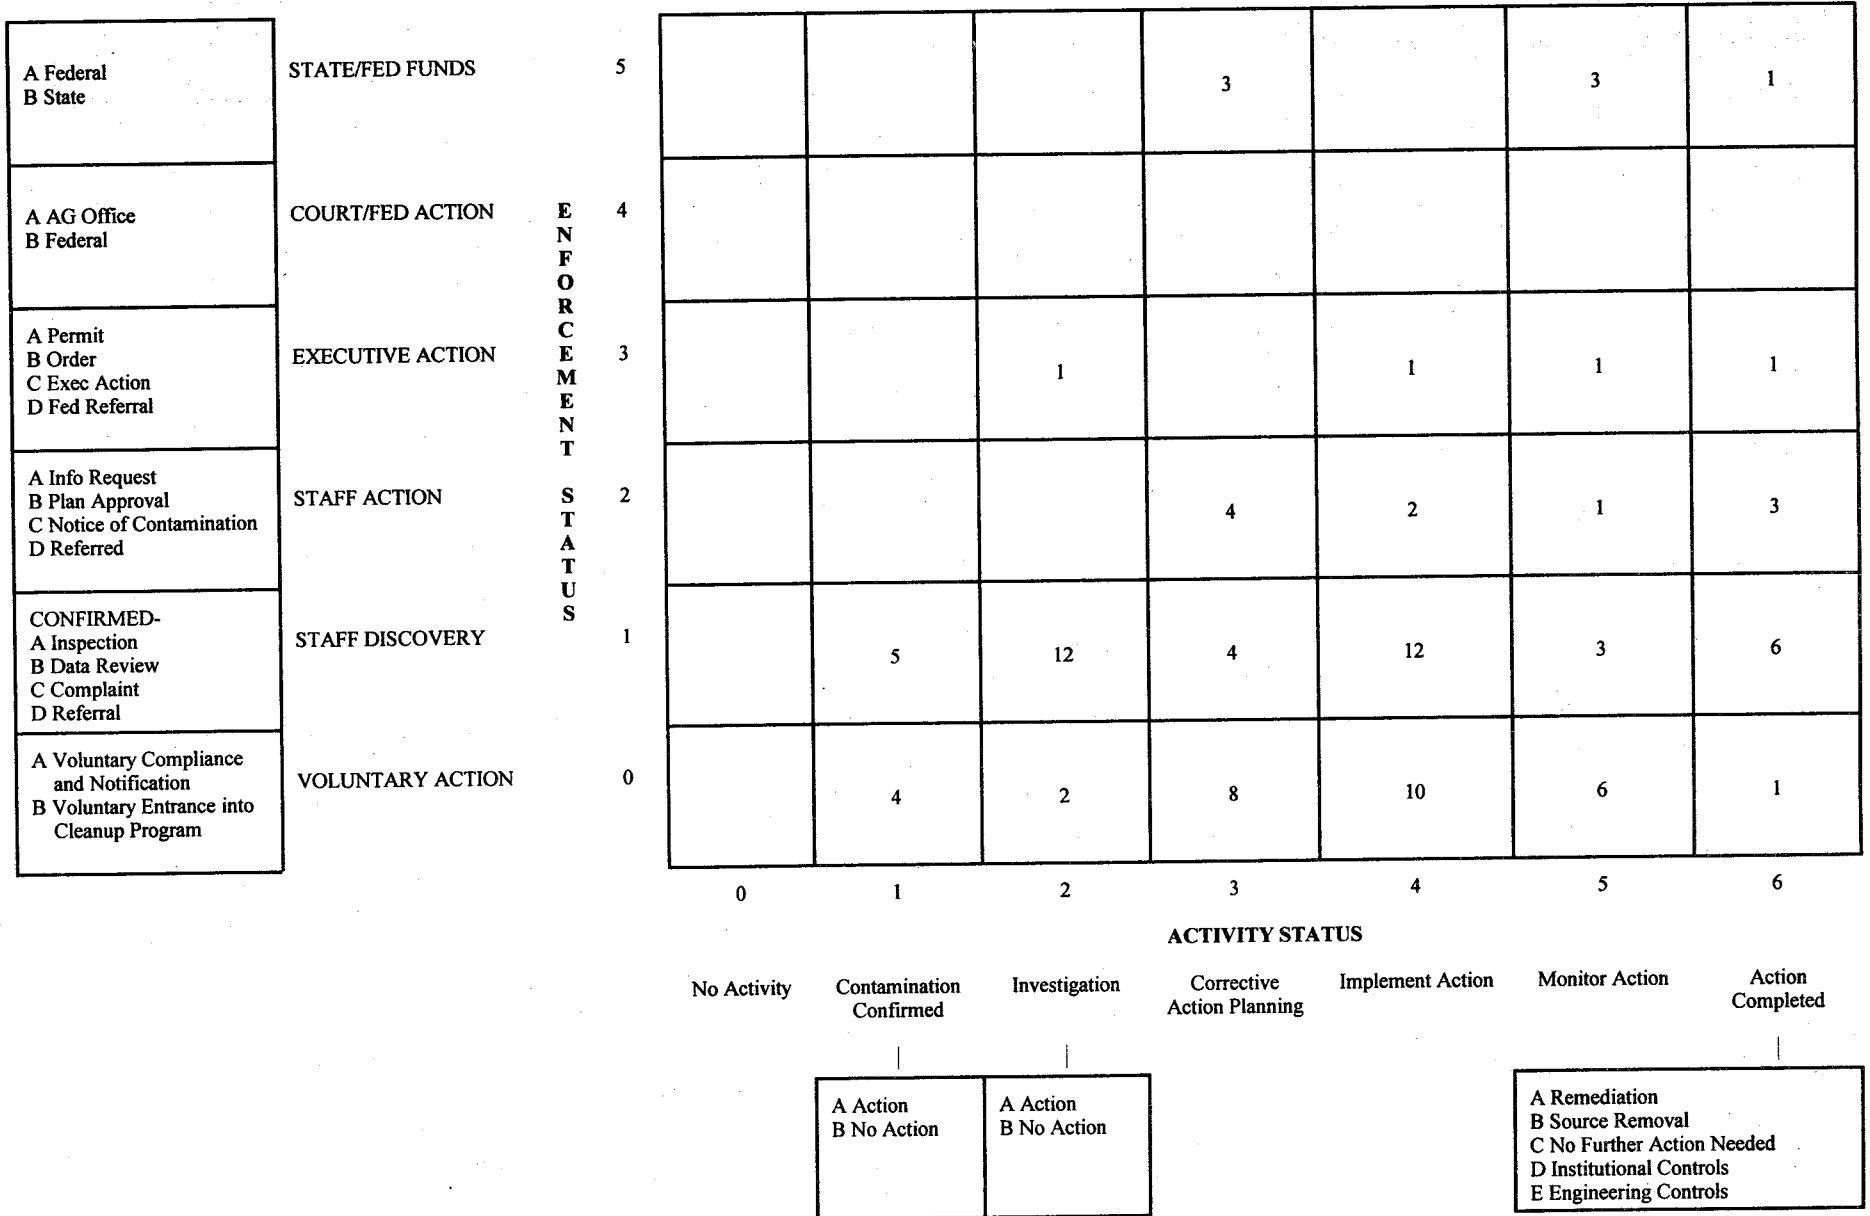 A Federal
B State
STATE/FED FUNDS
5
3
3
1
A AG Office
B Federal
COURT/FED ACTION
4
A Permit
B Order
C Exec Action
D Fed Referral
EXECUTIVE ACTION
3
1
1
1
1
A Info Request
B Plan Approval
C Notice of Contamination
D Referred
STAFF ACTION
2
4
2
1
3
CONFIRMED-
A Inspection
B Data Review
C Complaint
D Referral
STAFF DISCOVERY
1
5
12
4
12
3
6
A Voluntary Compliance
and Notification
B Voluntary Entrance into
Cleanup Program
VOLUNTARY ACTION
0
4
2
8
10
6
1
ENFORCEMENT STATUS
0
1
2
3
4
5
6
ACTIVITY STATUS
No Activity
Contamination
Confirmed
Investigation
Corrective
Action Planning
Implement Action
Monitor Action
Action
Completed
A Action
B No Action
A Action
B No Action
A Remediation
B Source Removal
C No Further Action Needed
D Institutional Controls
E Engineering Controls